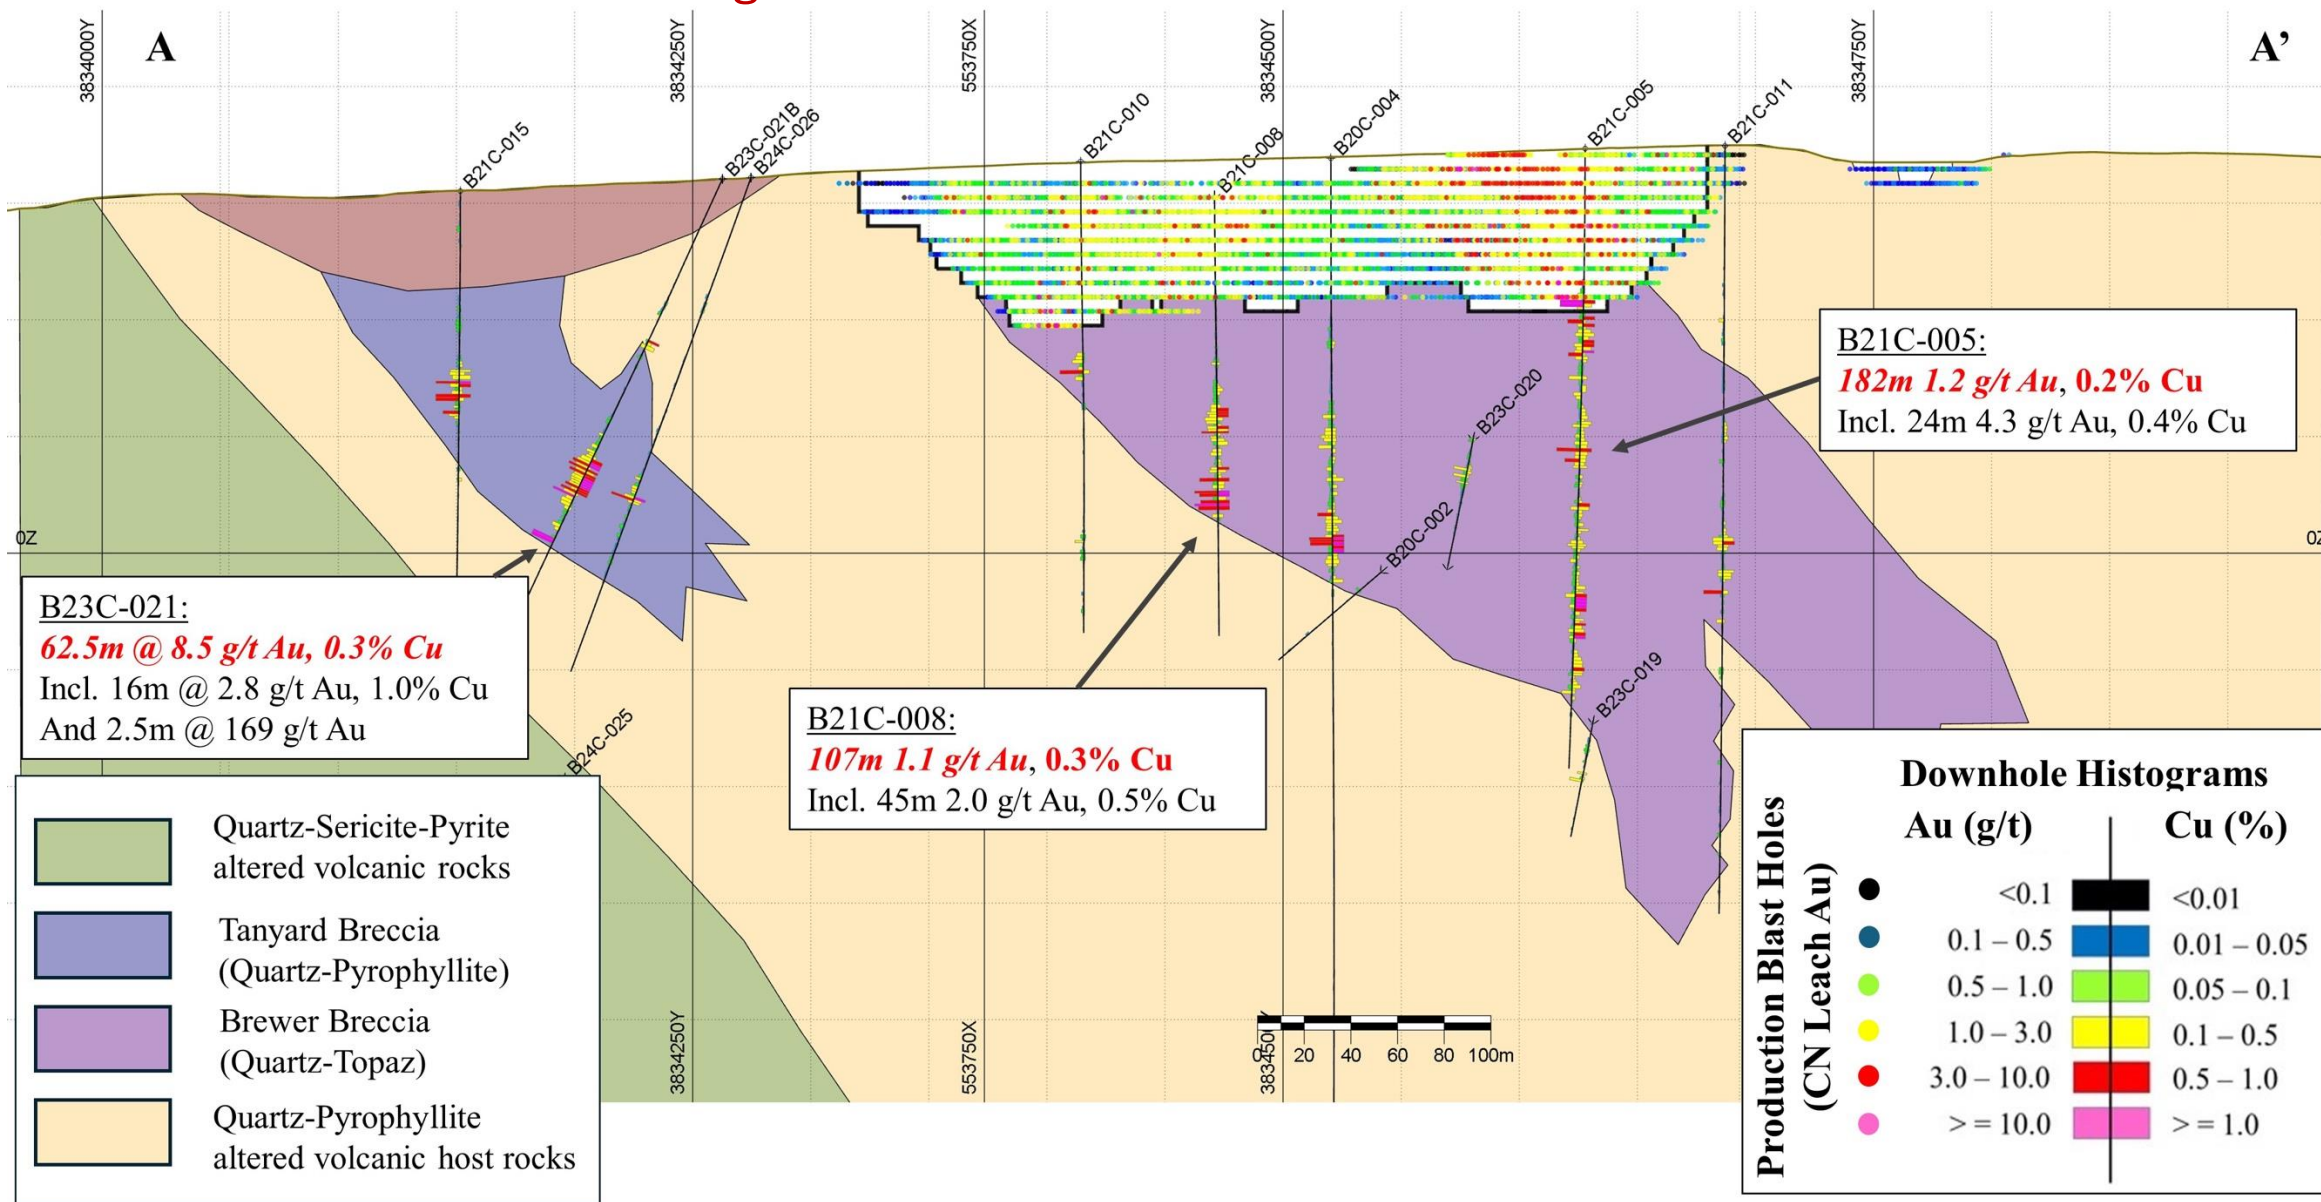 g
A
A’
3834000Y
3834250Y
553750X
3834500Y
3834750Y
B21C-015
B23C-021B
B24C-026
B21C-010
B21C-008
B20C-004
B21C-005
B21C-011
B21C-005:
182m 1.2 g/t Au, 0.2% Cu
Incl. 24m 4.3 g/t Au, 0.4% Cu
B23C-020
B20C-002
B23C-019
0Z
0Z
B23C-021:
62.5m @ 8.5 g/t Au, 0.3% Cu
Incl. 16m @ 2.8 g/t Au, 1.0% Cu
And 2.5m @ 169 g/t Au
B24C-025
B21C-008:
107m 1.1 g/t Au, 0.3% Cu
Incl. 45m 2.0 g/t Au, 0.5% Cu
Quartz-Sericite-Pyrite
altered volcanic rocks
Tanyard Breccia
(Quartz-Pyrophyllite)
Brewer Breccia
(Quartz-Topaz)
Quartz-Pyrophyllite
altered volcanic host rocks
3834250Y
553750X
3834500Y
0 20 40 60 80 100m
Production Blast Holes
(CN Leach Au)
Downhole Histograms
Au (g/t) Cu (%)
<0.1 <0.01
0.1 – 0.5 0.01 – 0.05
0.5 – 1.0 0.05 – 0.1
1.0 – 3.0 0.1 – 0.5
3.0 – 10.0 0.5 – 1.0
> = 10.0 > = 1.0